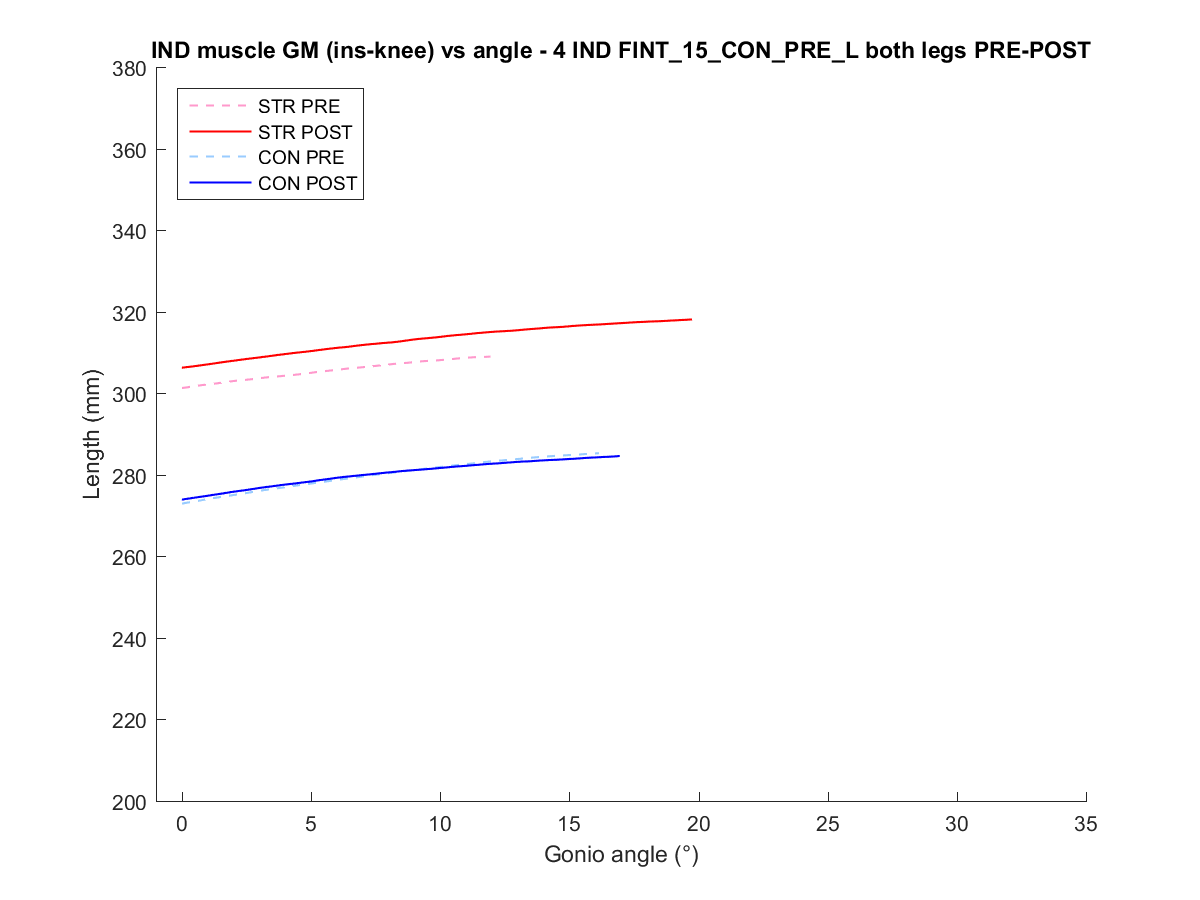 IND muscle GM (ins-knee) vs angle - 4 IND FINT_15_CON_PRE_L both legs PRE-POST
380
360
340
320
300
280
260
240
220
200
STR PRE
STR POST
CON PRE
CON POST
Length (mm)
0 5 10 15 20 25 30 35
Gonio angle (°)